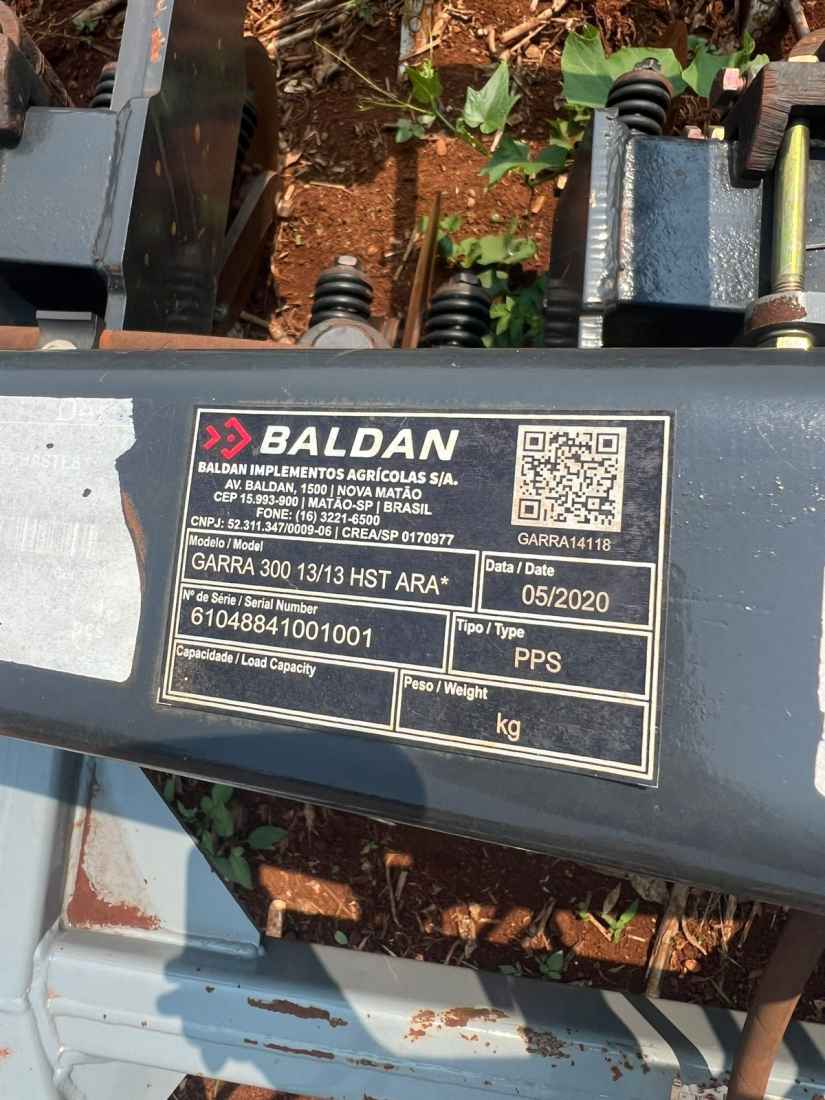 BALDAN
BALDAN IMPLEMENTOS AGRÍCOLAS S/A.
AV. BALDAN, 1500 | NOVA MATÃO
CEP 15.993-900 | MATÃO-SP | BRASIL
FONE: (16) 3221-6500
CNPJ: 52.311.347/0009-06 | CREA/SP 0170977
GARRA14118
Modelo / Model
GARRA 300 13/13 HST ARA*
Data / Date
05/2020
Nº de Série / Serial Number
61048841001001
Tipo / Type
PPS
Capacidade / Load Capacity
Peso / Weight
kg